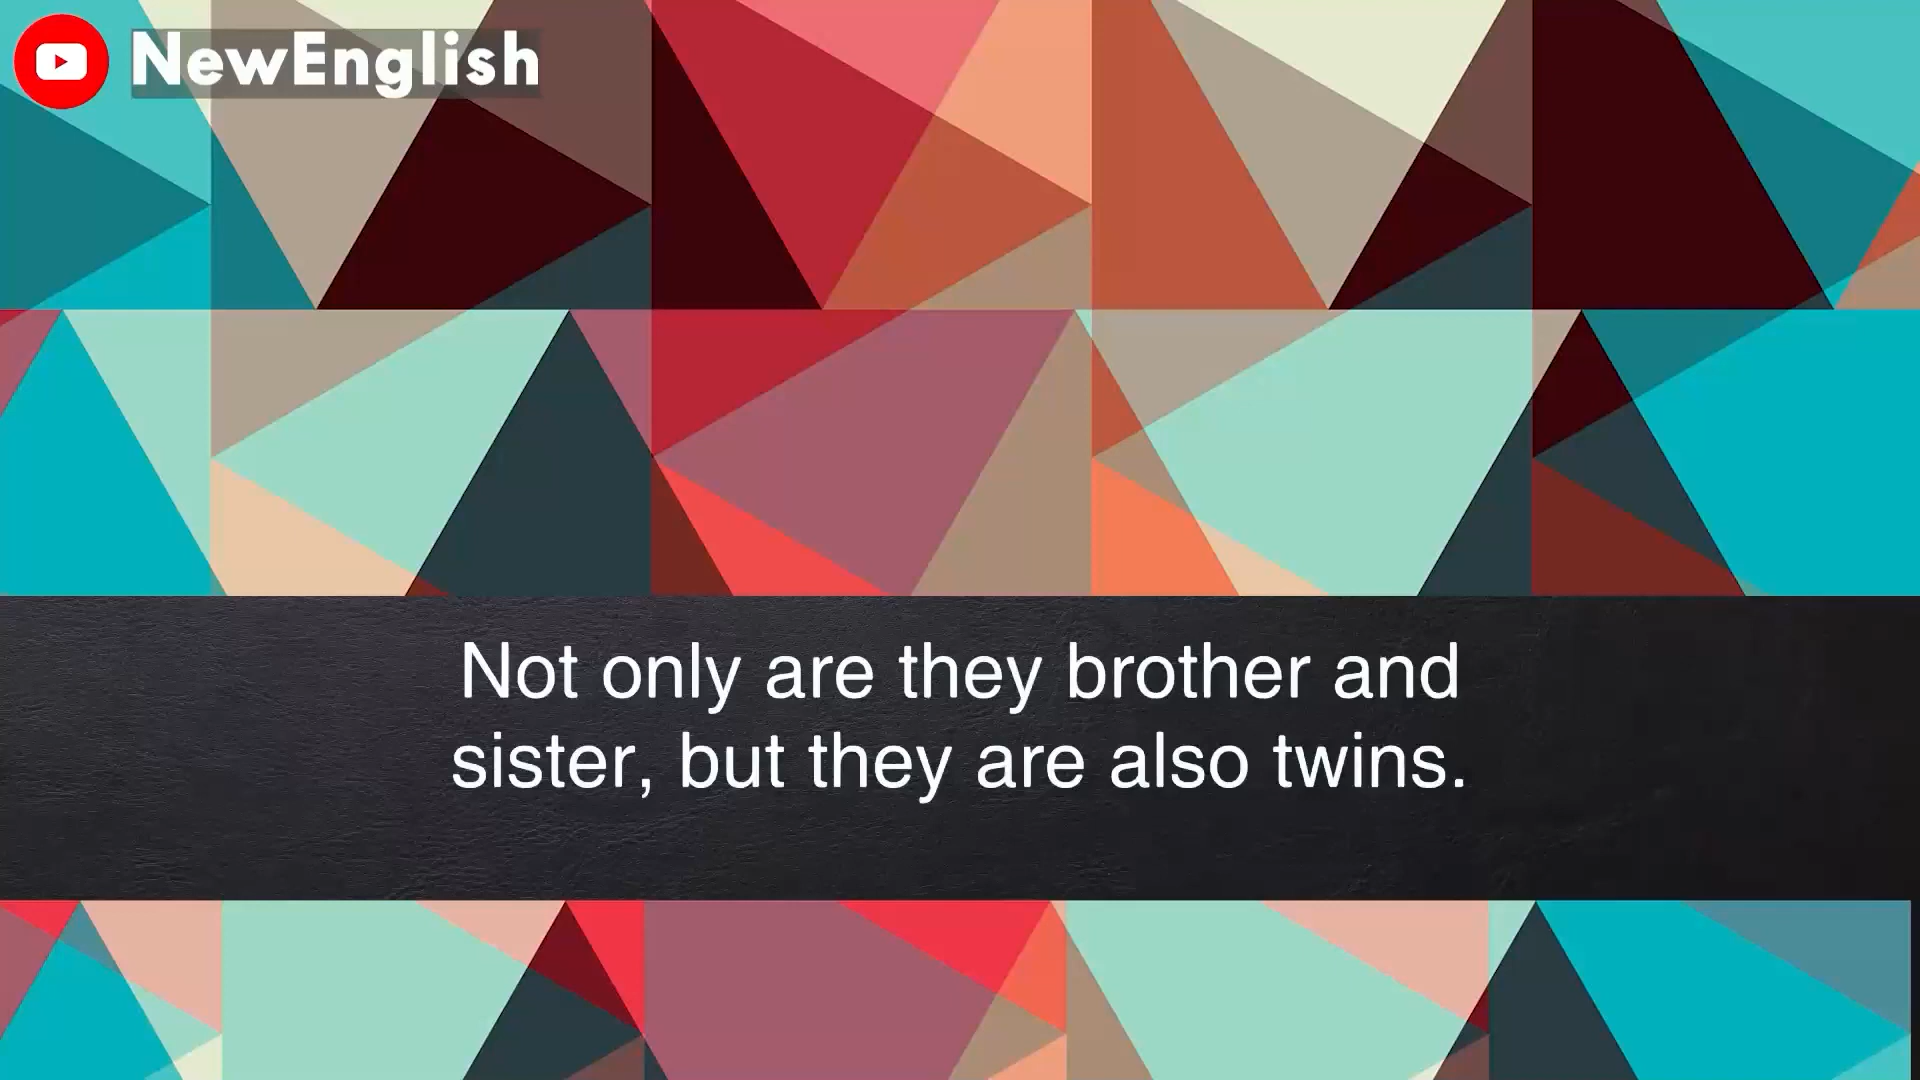 NewEnglish
Not only are they brother and
sister, but they are also twins.